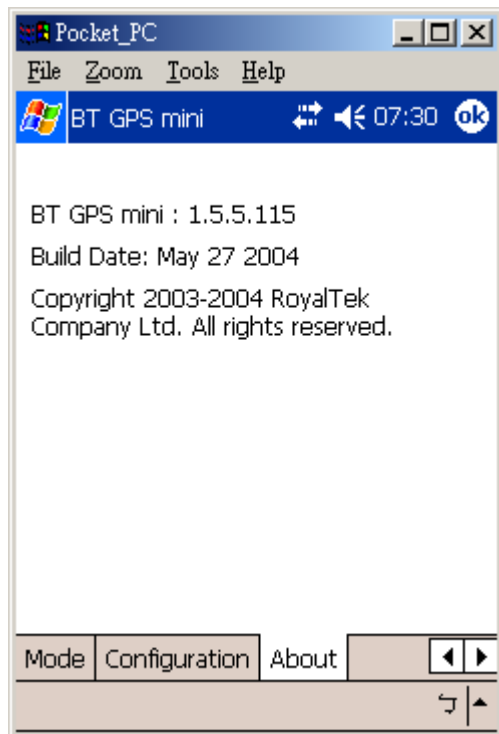 Pocket_PC
File Zoom Tools Help
BT GPS mini 07:30 ok
BT GPS mini : 1.5.5.115
Build Date: May 27 2004
Copyright 2003-2004 RoyalTek
Company Ltd. All rights reserved.
Mode Configuration About
ㄅ